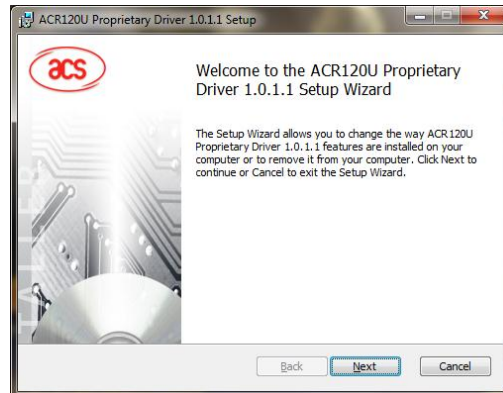 ACR120U Proprietary Driver 1.0.1.1 Setup
acs
Welcome to the ACR120U Proprietary
Driver 1.0.1.1 Setup Wizard
The Setup Wizard allows you to change the way ACR120U
Proprietary Driver 1.0.1.1 features are installed on your
computer or to remove it from your computer. Click Next to
continue or Cancel to exit the Setup Wizard.
Back
Next
Cancel